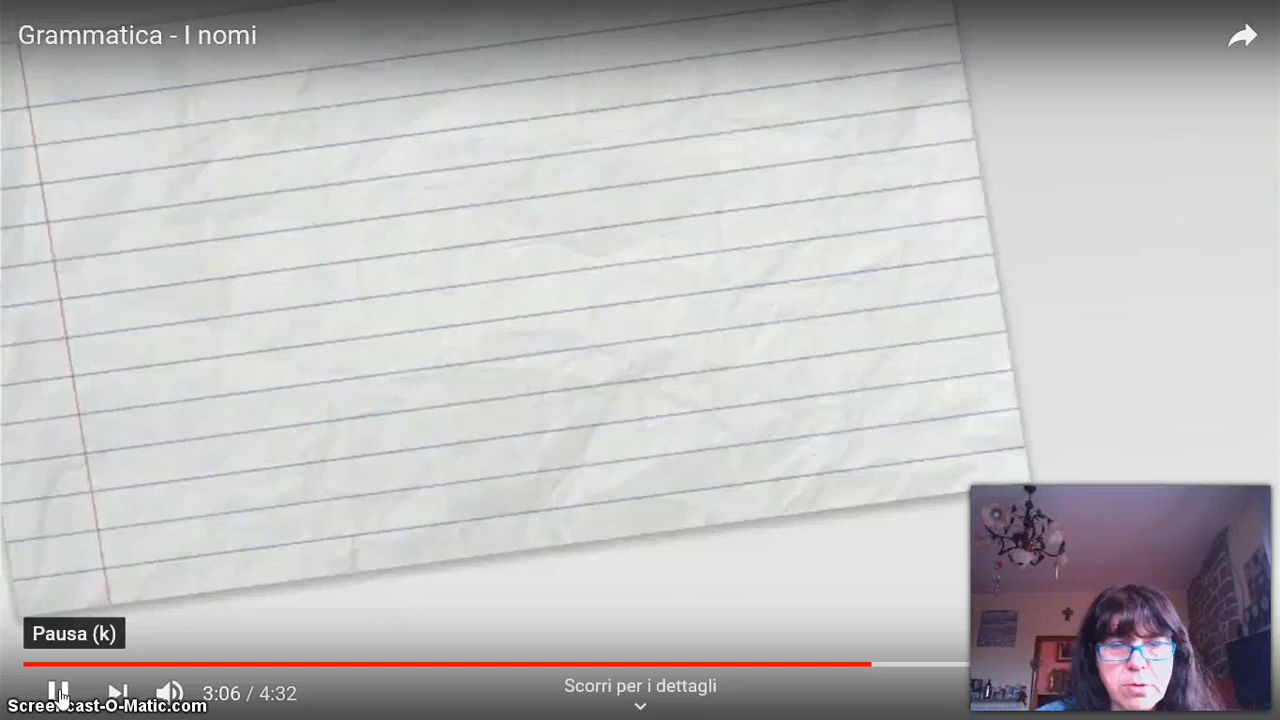 Grammatica - I nomi
Pausa (k)
3:06 / 4:32
Scorri per i dettagli
Screencast-O-Matic.com